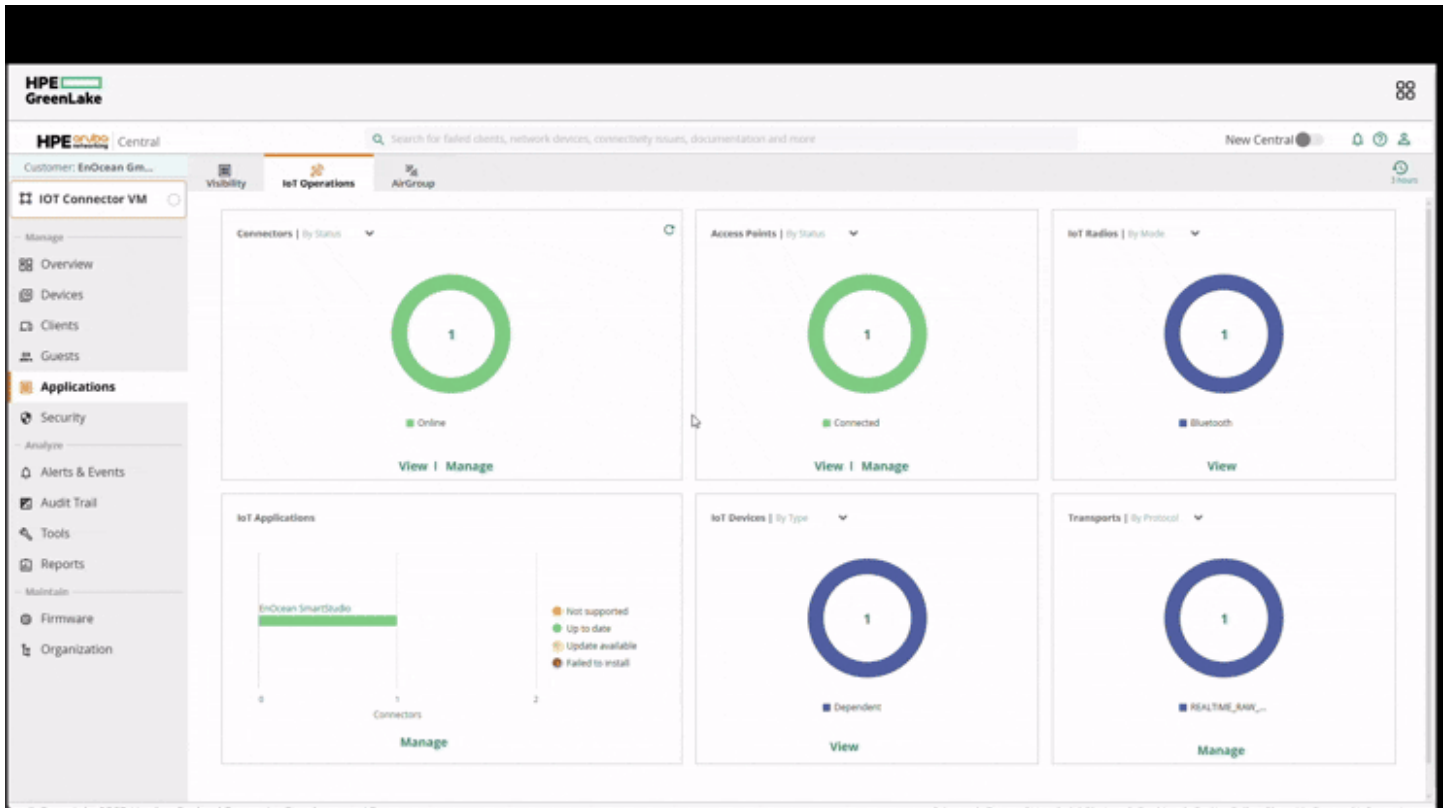 HPE
GreenLake
HPE aruba networking Central
Search for failed clients, network devices, connectivity issues, documentation and more
New Central
Customer: EnOcean Gm...
Visibility
IoT Operations
AirGroup
3 hours
IOT Connector VM
Manage
Overview
Devices
Clients
Guests
Applications
Security
Analyze
Alerts & Events
Audit Trail
Tools
Reports
Maintain
Firmware
Organization
Connectors | By Status
1
Online
View | Manage
Access Points | By Status
1
Connected
View | Manage
IoT Radios | By Mode
1
Bluetooth
View
IoT Applications
EnOcean SmartStudio
0 1 2
Connectors
Not supported
Up to date
Update available
Failed to install
Manage
IoT Devices | By Type
1
Dependent
View
Transports | By Protocol
1
REALTIME_RAW_...
Manage